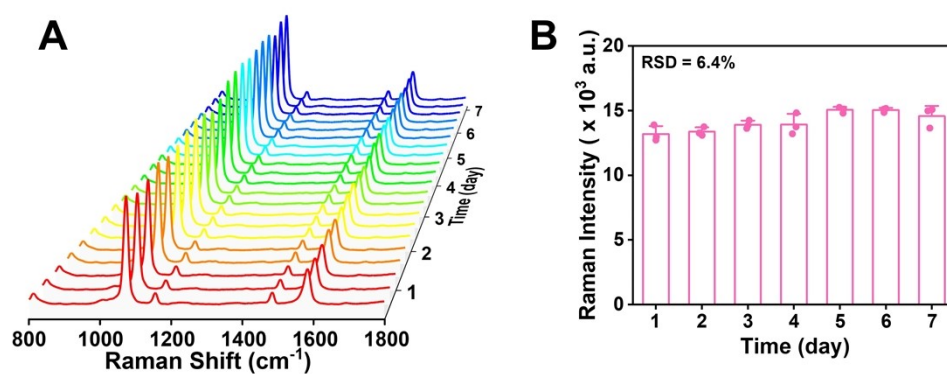 A
7
6
5
4
3
2
1
Time (day)
800 1000 1200 1400 1600 1800
Raman Shift (cm⁻¹)
B
RSD = 6.4%
20
15
10
5
0
Raman Intensity ( × 10³ a.u.)
1 2 3 4 5 6 7
Time (day)